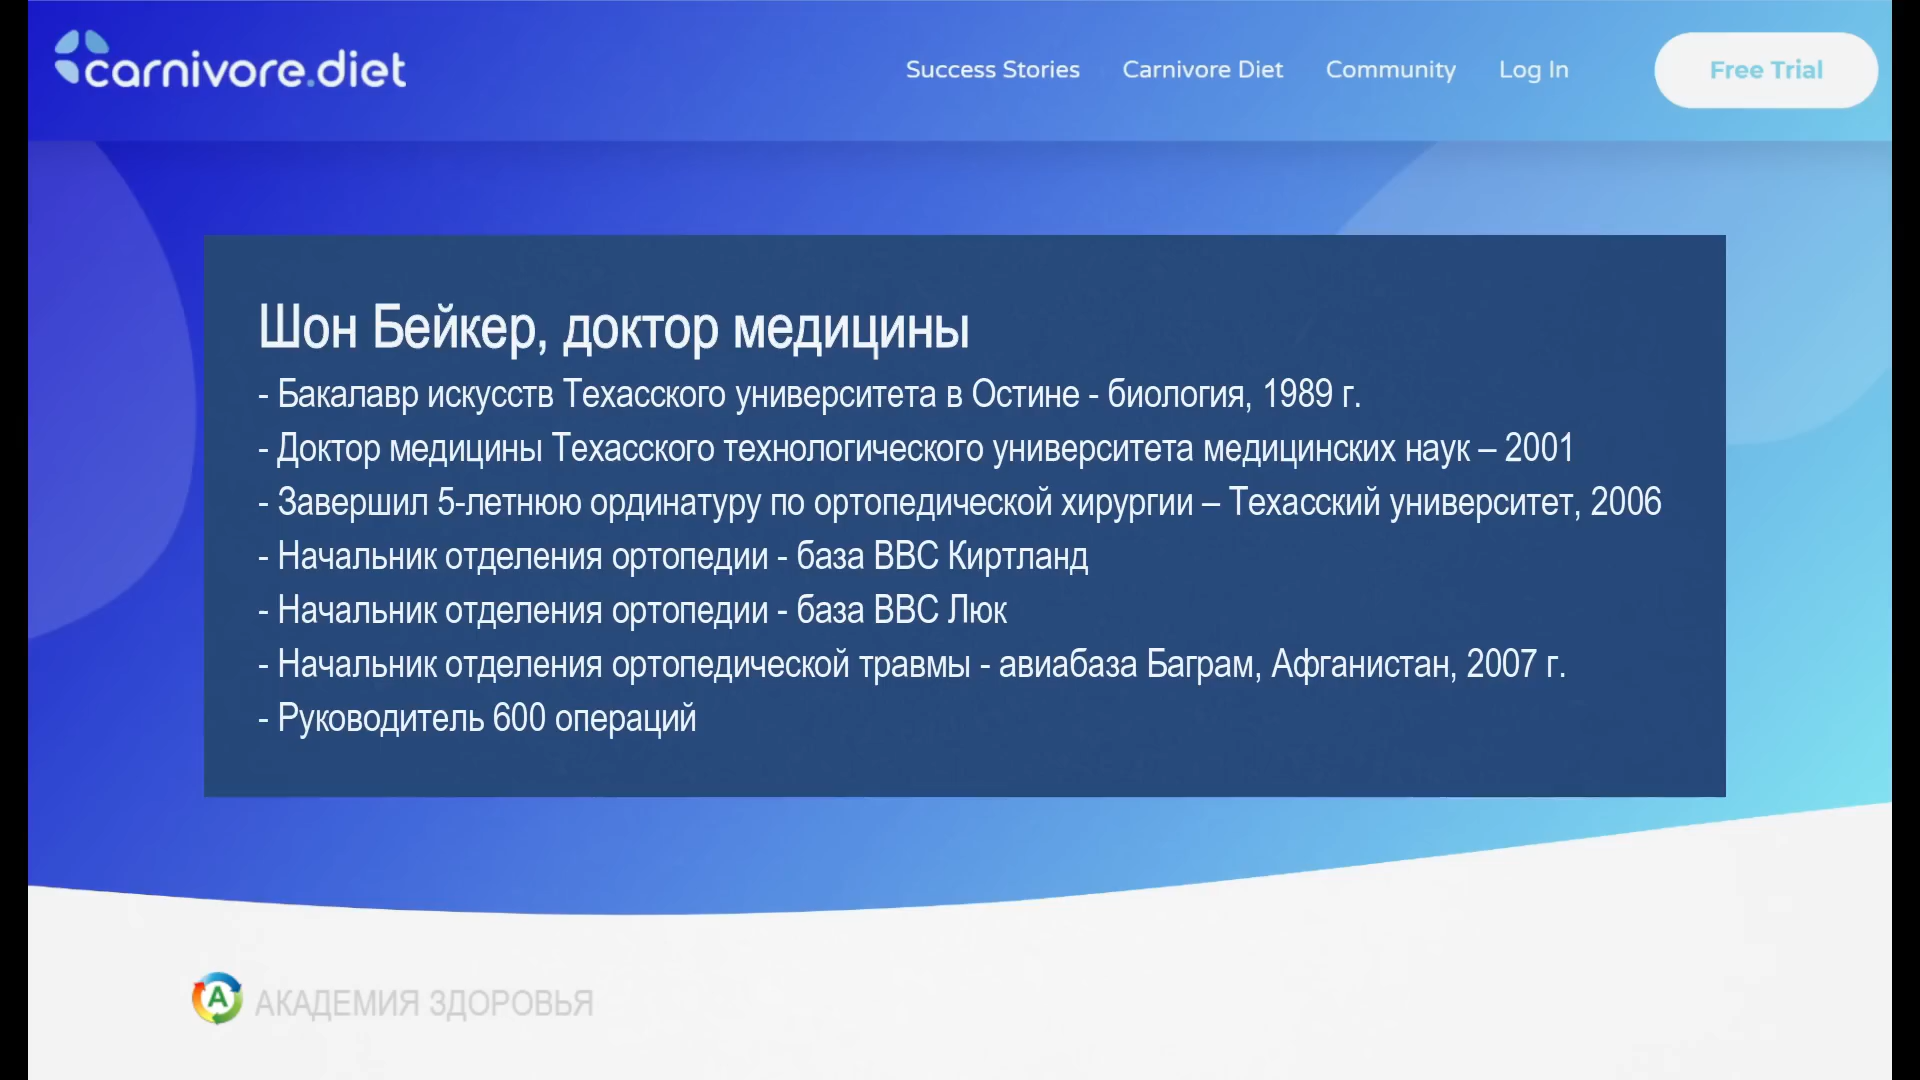 carnivore.diet
Success Stories Carnivore Diet Community Log In Free Trial
Шон Бейкер, доктор медицины
- Бакалавр искусств Техасского университета в Остине - биология, 1989 г.
- Доктор медицины Техасского технологического университета медицинских наук – 2001
- Завершил 5-летнюю ординатуру по ортопедической хирургии – Техасский университет, 2006
- Начальник отделения ортопедии - база ВВС Киртланд
- Начальник отделения ортопедии - база ВВС Люк
- Начальник отделения ортопедической травмы - авиабаза Баграм, Афганистан, 2007 г.
- Руководитель 600 операций
А АКАДЕМИЯ ЗДОРОВЬЯ